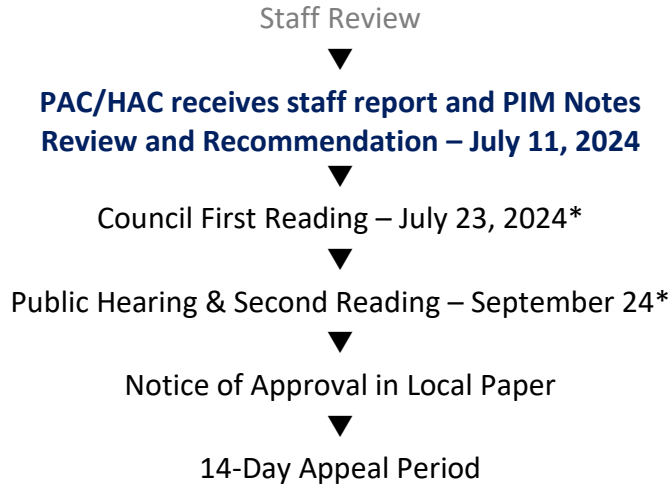 Staff Review
▼
PAC/HAC receives staff report and PIM Notes
Review and Recommendation – July 11, 2024
▼
Council First Reading – July 23, 2024*
▼
Public Hearing & Second Reading – September 24*
▼
Notice of Approval in Local Paper
▼
14-Day Appeal Period